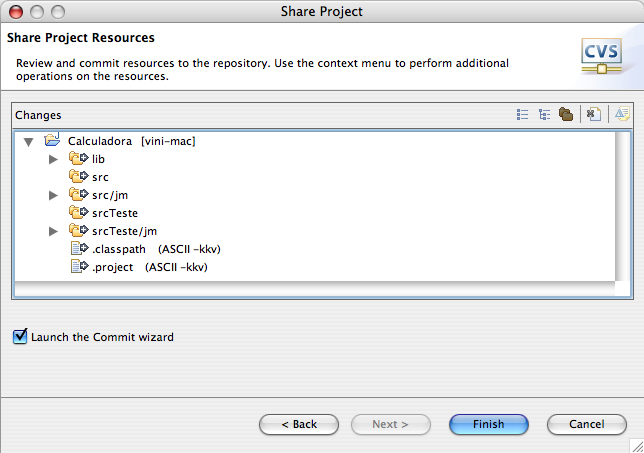 Share Project
Share Project Resources
Review and commit resources to the repository. Use the context menu to perform additional
operations on the resources.
CVS
Changes
Calculadora [vini-mac]
lib
src
src/jm
srcTeste
srcTeste/jm
.classpath (ASCII -kkv)
.project (ASCII -kkv)
Launch the Commit wizard
< Back
Next >
Finish
Cancel